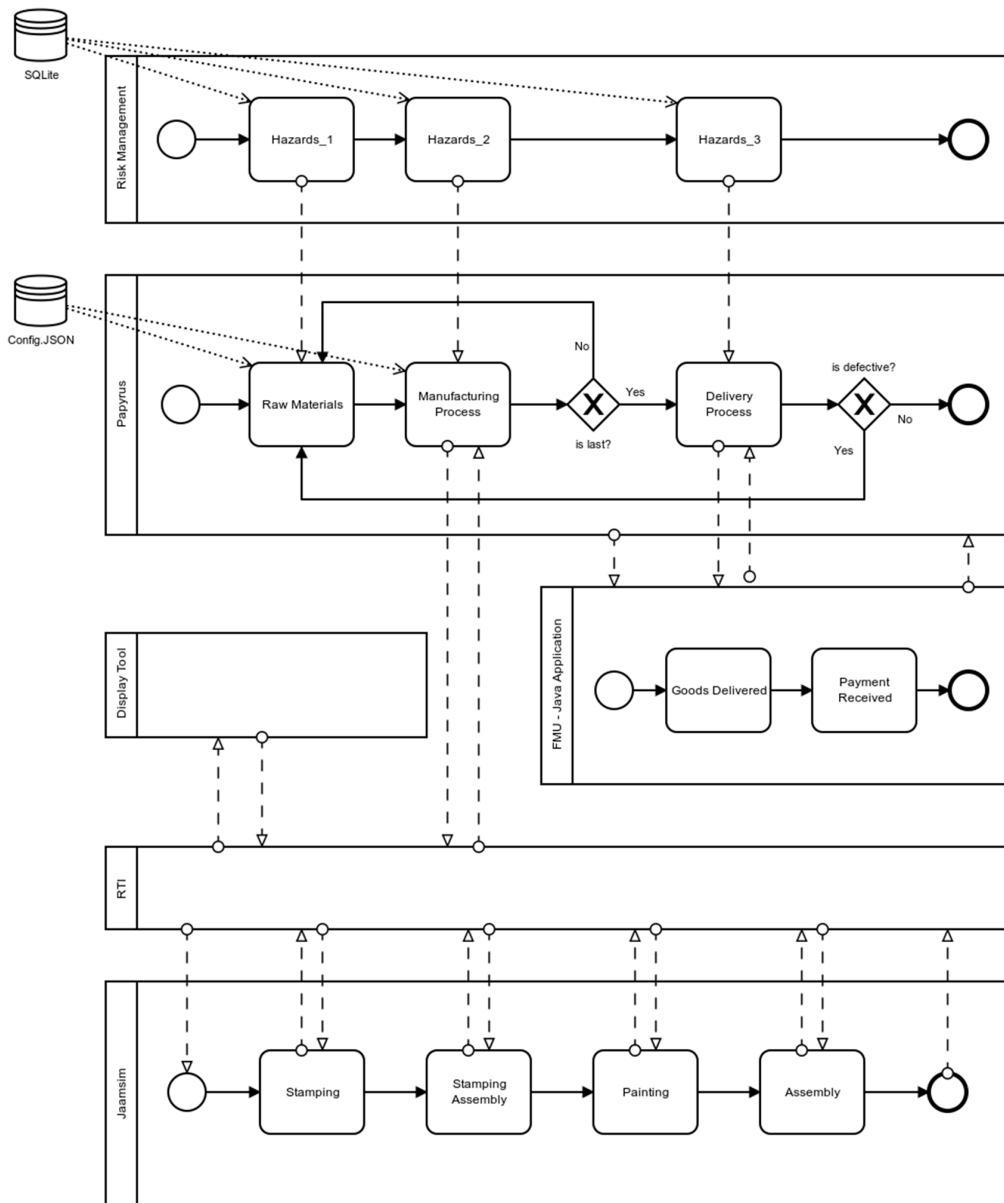 SQLite
Risk Management
Hazards_1
Hazards_2
Hazards_3
Config.JSON
Papyrus
Raw Materials
Manufacturing
Process
No
Yes
is last?
Delivery
Process
is defective?
No
Yes
Display Tool
FMU - Java Application
Goods Delivered
Payment
Received
RTI
Jaamsim
Stamping
Stamping
Assembly
Painting
Assembly